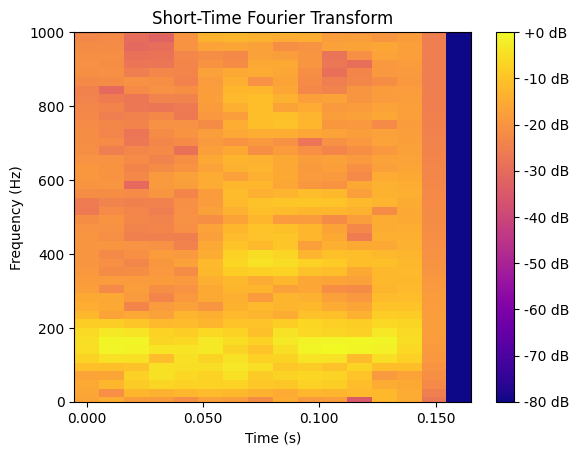 Short-Time Fourier Transform
1000
800
600
400
200
0
Frequency (Hz)
0.000
0.050
0.100
0.150
Time (s)
+0 dB
-10 dB
-20 dB
-30 dB
-40 dB
-50 dB
-60 dB
-70 dB
-80 dB